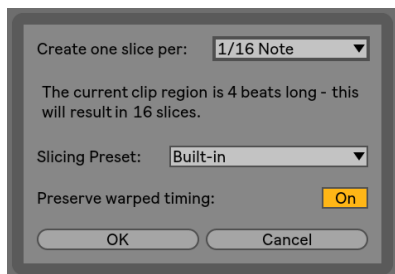 Create one slice per: 1/16 Note
The current clip region is 4 beats long - this
will result in 16 slices.
Slicing Preset: Built-in
Preserve warped timing: On
OK Cancel